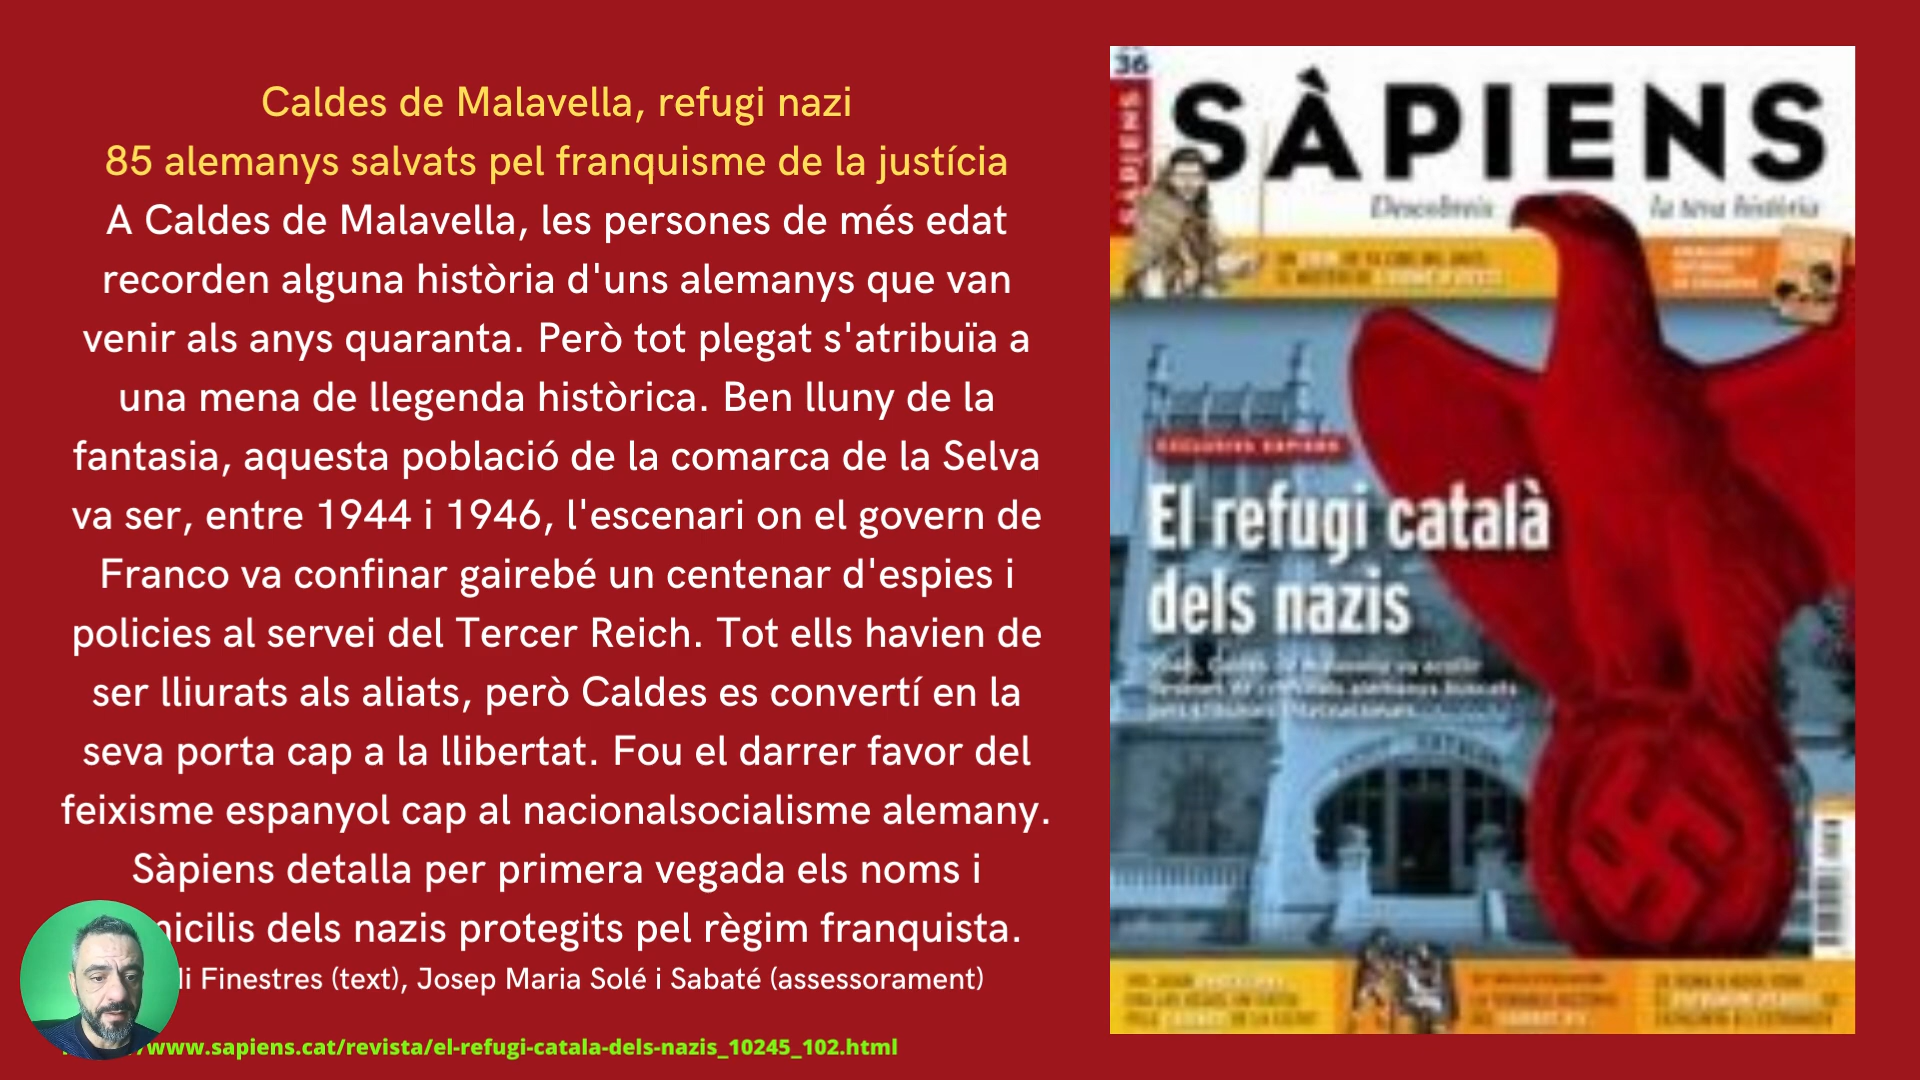 Caldes de Malavella, refugi nazi
85 alemanys salvats pel franquisme de la justícia
A Caldes de Malavella, les persones de més edat
recorden alguna història d'uns alemanys que van
venir als anys quaranta. Però tot plegat s'atribuïa a
una mena de llegenda històrica. Ben lluny de la
fantasia, aquesta població de la comarca de la Selva
va ser, entre 1944 i 1946, l'escenari on el govern de
Franco va confinar gairebé un centenar d'espies i
policies al servei del Tercer Reich. Tot ells havien de
ser lliurats als aliats, però Caldes es convertí en la
seva porta cap a la llibertat. Fou el darrer favor del
feixisme espanyol cap al nacionalsocialisme alemany.
Sàpiens detalla per primera vegada els noms i
dels nazis protegits pel règim franquista.
Finestres (text), Josep Maria Solé i Sabaté (assessorament)
www.sapiens.cat/revista/el-refugi-catala-dels-nazis_10245_102.html
36
SÀPIENS
SÀPIENS
Descobreix la teva història
EXCLUSIVA SÀPIENS
El refugi català
dels nazis